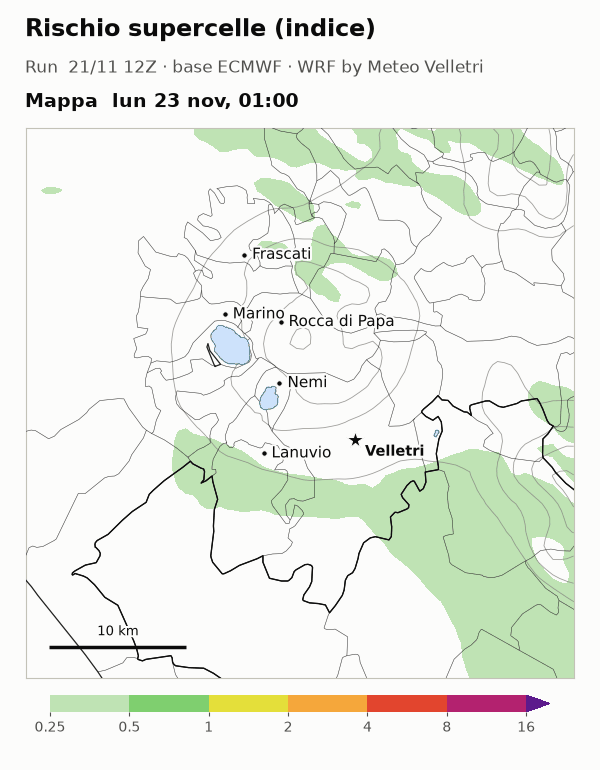 Rischio supercelle (indice)
Run  21/11 12Z · base ECMWF · WRF by Meteo Velletri
Mappa  lun 23 nov, 01:00
Frascati
Marino
Rocca di Papa
Nemi
Velletri
Lanuvio
10 km
0.25 0.5 1 2 4 8 16